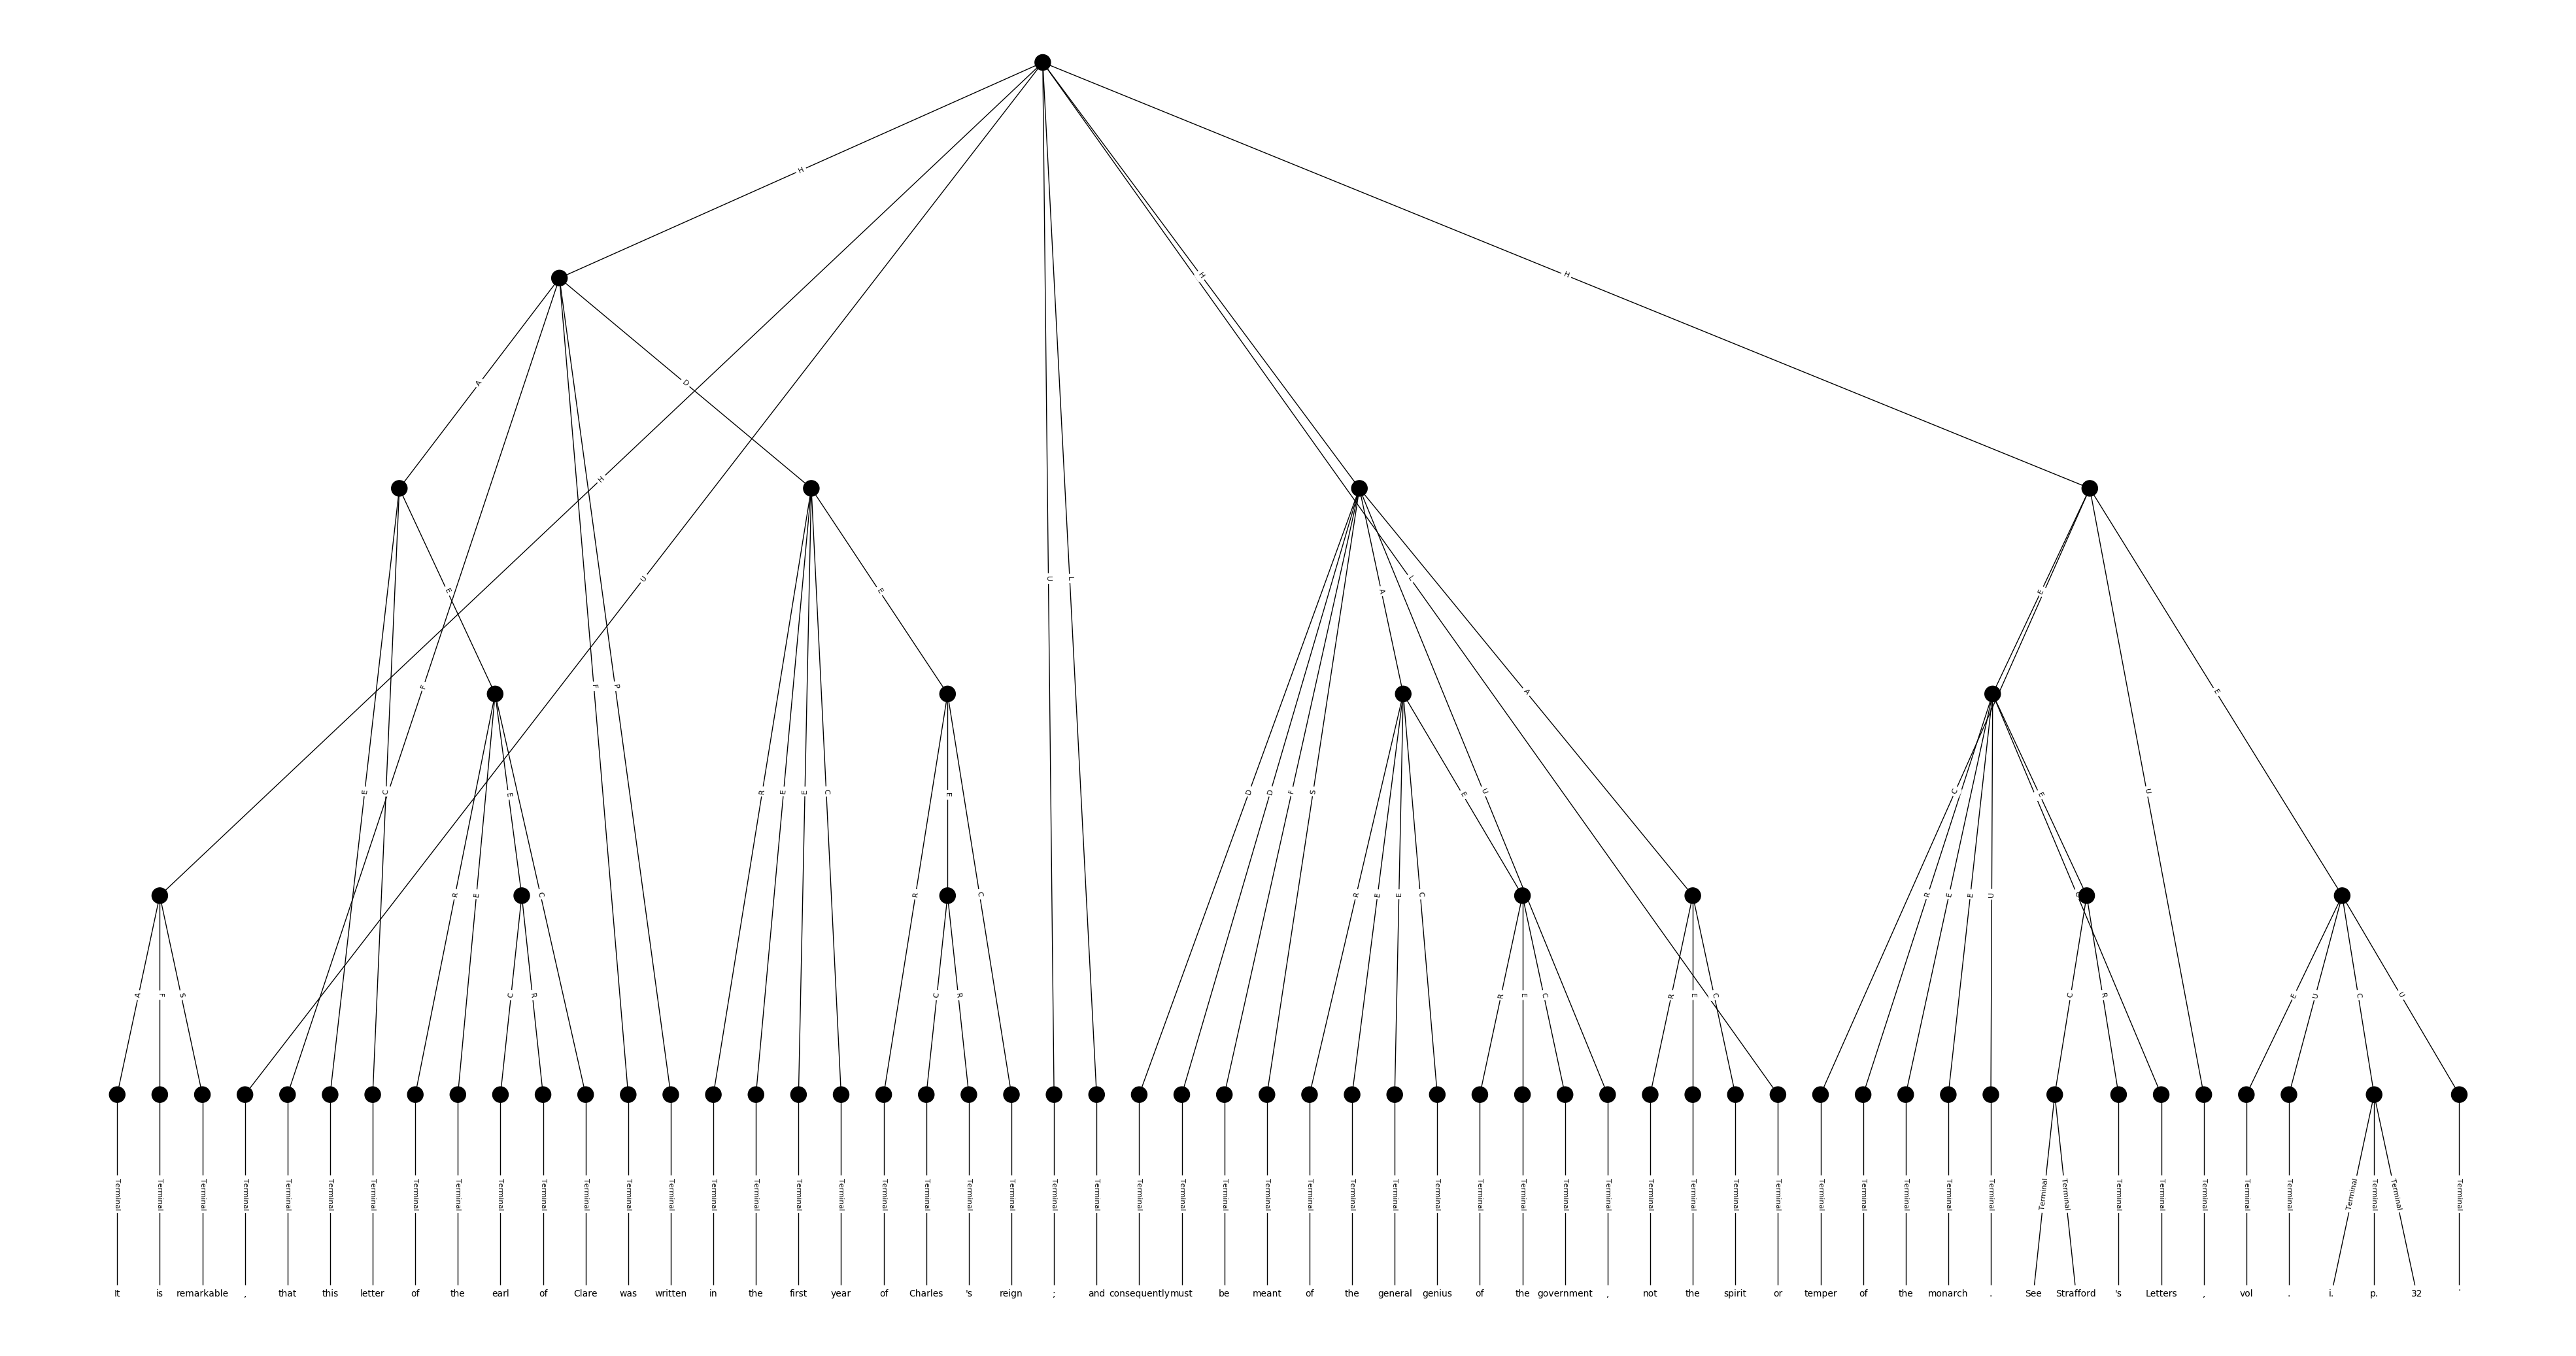 H
H
H
A
D
H
U
U
L
L
E
E
A
E
F
F
P
A
E
U
E
E
C
R
E
E
C
E
D
D
F
S
E
U
C
E
U
R
E
E
C
R
C
R
E
E
C
R
E
E
U
C
A
F
S
C
R
C
R
R
E
C
R
E
C
C
R
E
U
C
U
Terminal Terminal Terminal Terminal Terminal Terminal Terminal Terminal Terminal Terminal Terminal Terminal Terminal Terminal Terminal Terminal Terminal Terminal Terminal Terminal Terminal Terminal Terminal Terminal Terminal Terminal Terminal Terminal Terminal Terminal Terminal Terminal Terminal Terminal Terminal Terminal Terminal Terminal Terminal Terminal Terminal Terminal Terminal Terminal Terminal Terminal Terminal Terminal Terminal Terminal Terminal Terminal Terminal Terminal Terminal Terminal
It is remarkable , that this letter of the earl of Clare was written in the first year of Charles 's reign ; and consequently must be meant of the general genius of the government , not the spirit or temper of the monarch . See Strafford 's Letters , vol . i. p. 32 .